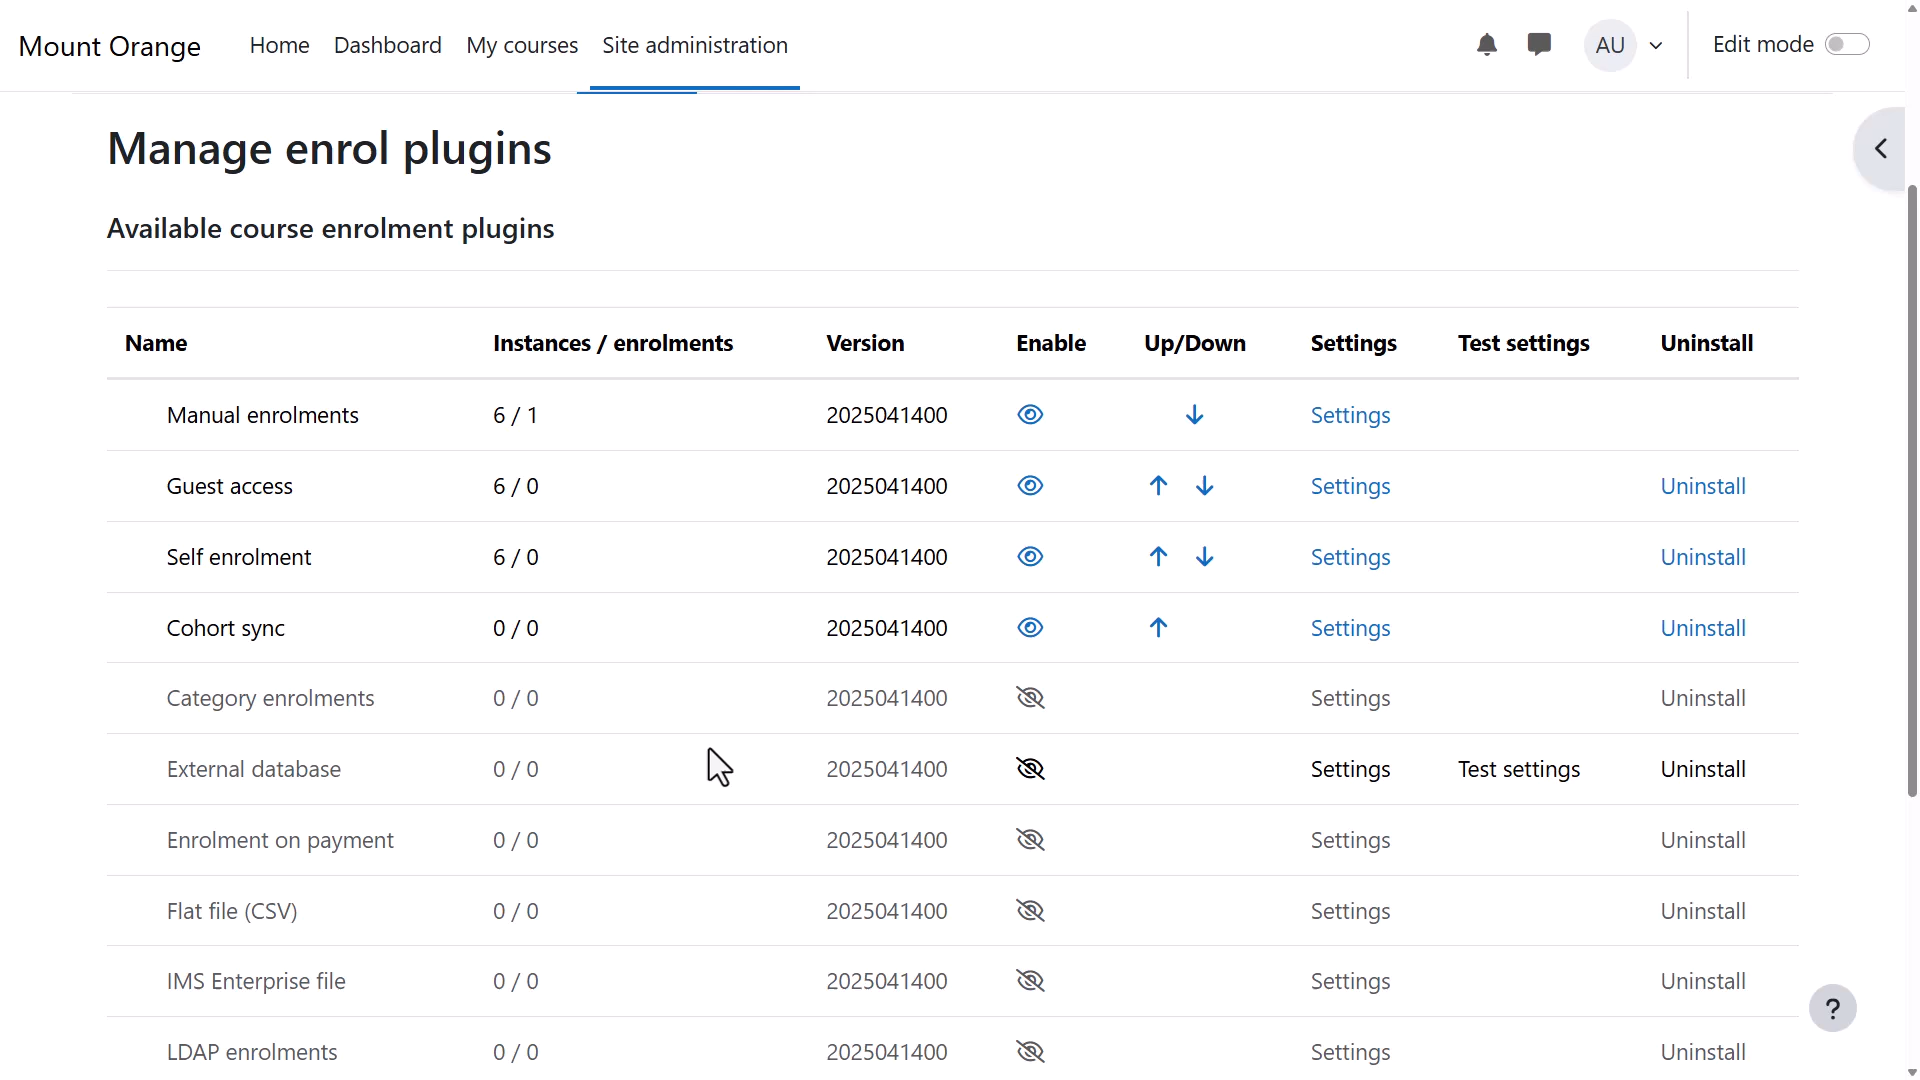 Mount Orange Home Dashboard My courses Site administration AU Edit mode
Manage enrol plugins
Available course enrolment plugins
Name Instances / enrolments Version Enable Up/Down Settings Test settings Uninstall
Manual enrolments 6 / 1 2025041400 Settings
Guest access 6 / 0 2025041400 Settings Uninstall
Self enrolment 6 / 0 2025041400 Settings Uninstall
Cohort sync 0 / 0 2025041400 Settings Uninstall
Category enrolments 0 / 0 2025041400 Settings Uninstall
External database 0 / 0 2025041400 Settings Test settings Uninstall
Enrolment on payment 0 / 0 2025041400 Settings Uninstall
Flat file (CSV) 0 / 0 2025041400 Settings Uninstall
IMS Enterprise file 0 / 0 2025041400 Settings Uninstall
?
LDAP enrolments 0 / 0 2025041400 Settings Uninstall